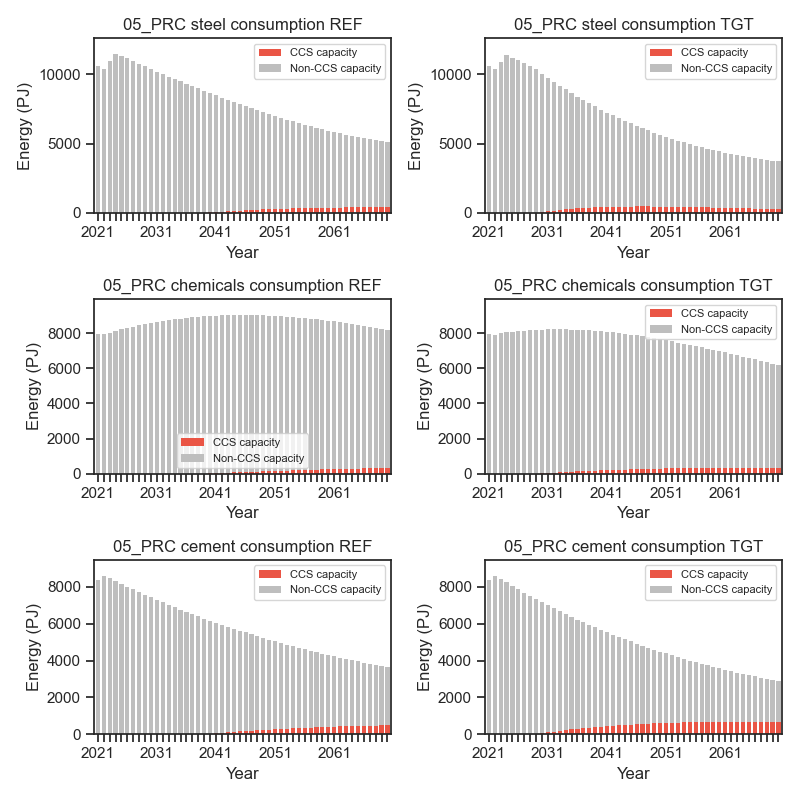 05_PRC steel consumption REF
Energy (PJ)
10000
5000
0
CCS capacity
Non-CCS capacity
2021 2031 2041 2051 2061
Year
05_PRC steel consumption TGT
Energy (PJ)
10000
5000
0
CCS capacity
Non-CCS capacity
2021 2031 2041 2051 2061
Year
05_PRC chemicals consumption REF
Energy (PJ)
8000
6000
4000
2000
0
CCS capacity
Non-CCS capacity
2021 2031 2041 2051 2061
Year
05_PRC chemicals consumption TGT
Energy (PJ)
8000
6000
4000
2000
0
CCS capacity
Non-CCS capacity
2021 2031 2041 2051 2061
Year
05_PRC cement consumption REF
Energy (PJ)
8000
6000
4000
2000
0
CCS capacity
Non-CCS capacity
2021 2031 2041 2051 2061
Year
05_PRC cement consumption TGT
Energy (PJ)
8000
6000
4000
2000
0
CCS capacity
Non-CCS capacity
2021 2031 2041 2051 2061
Year